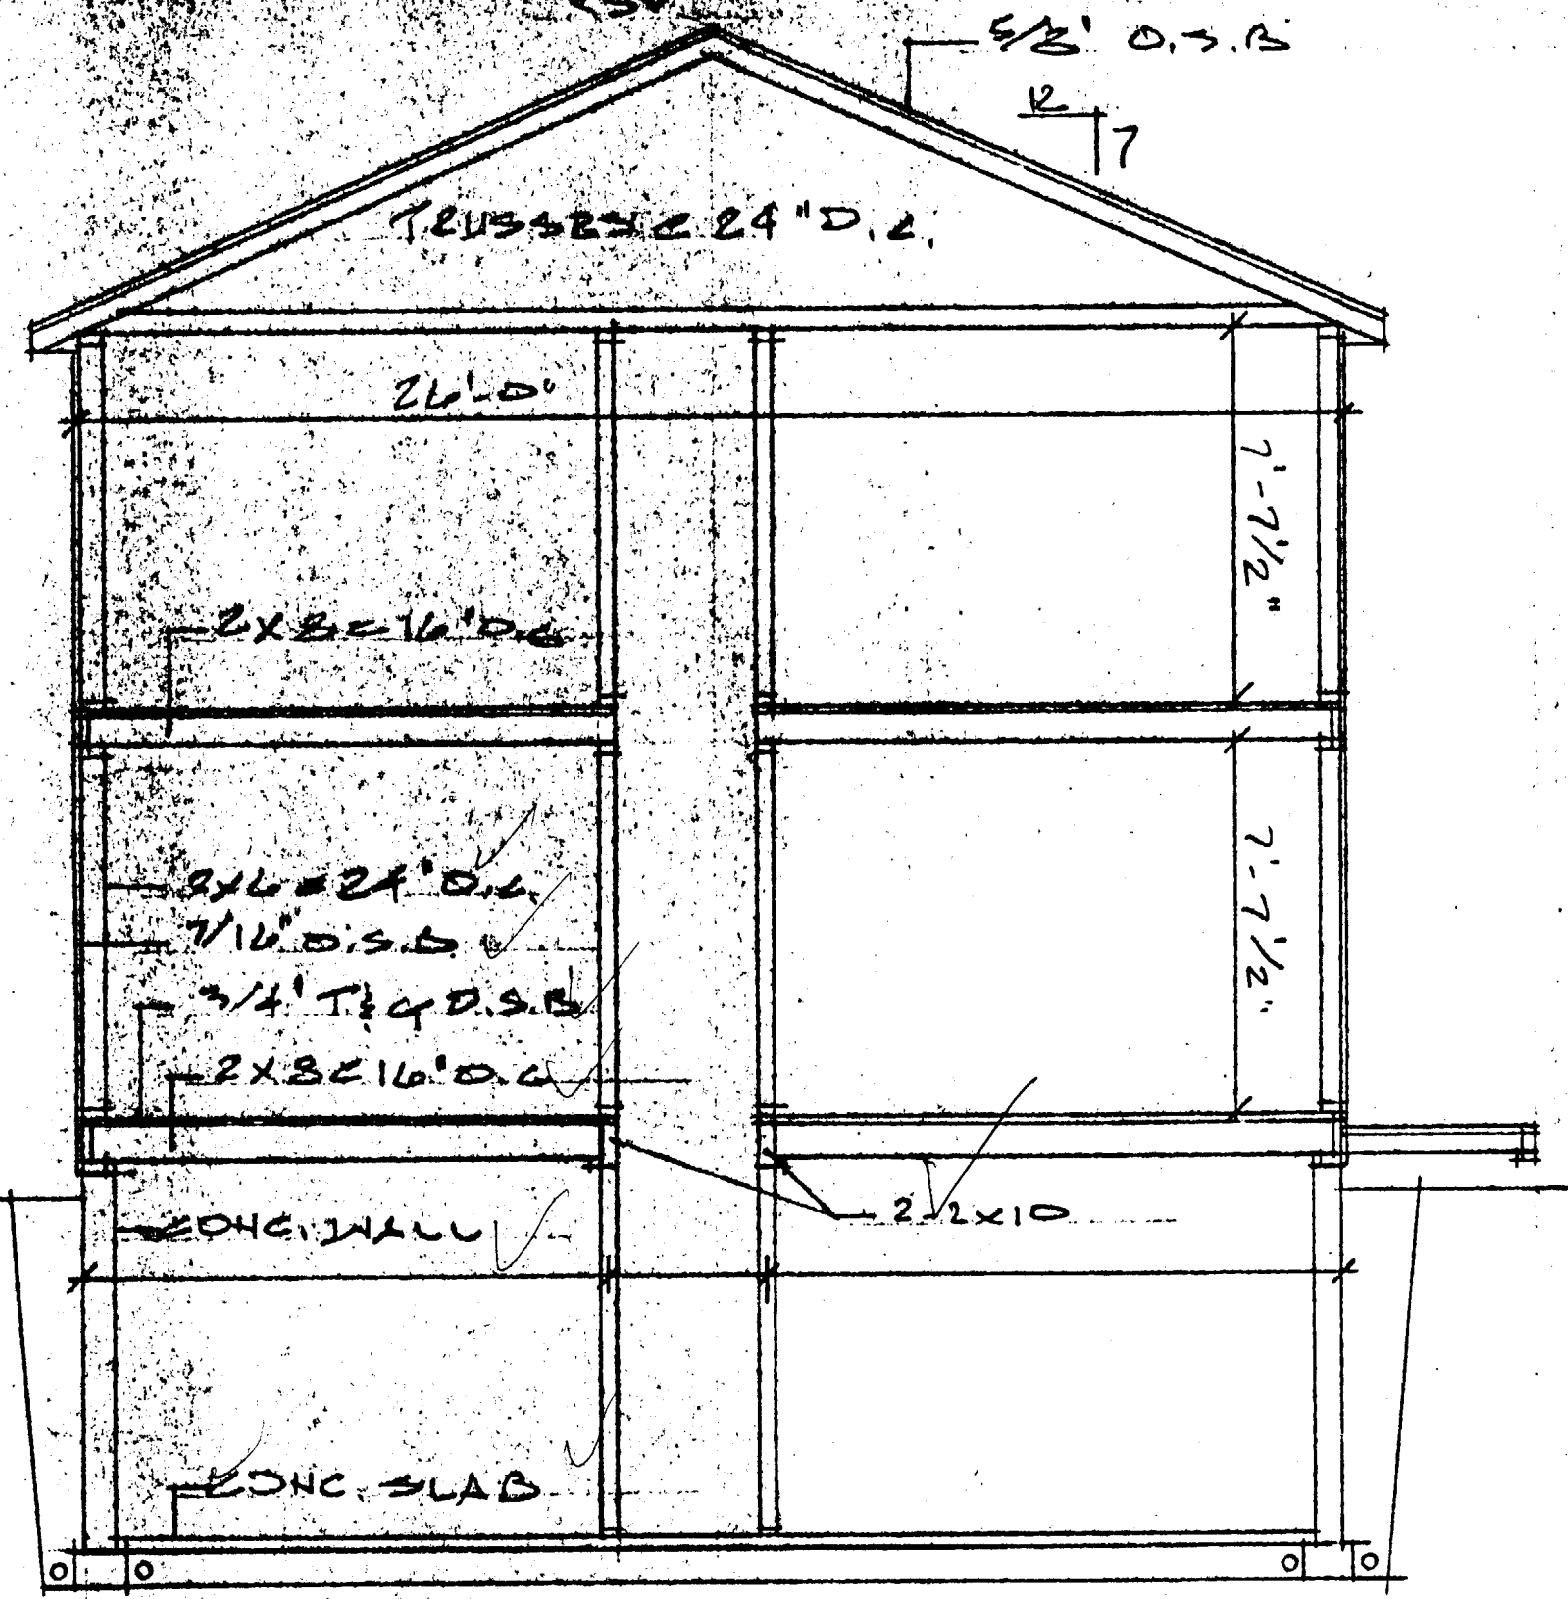 5/8" O.S.B
12
7
TRUSSES @ 24" O.C.
26'-0"
7'-7 1/2"
2X8 @ 16" O.C
2X6 @ 24" O.C.
7/16" O.S.B
3/4" T&G O.S.B
2X8 @ 16" O.C
7'-7 1/2"
2-2X10
CONC. WALL
CONC. SLAB